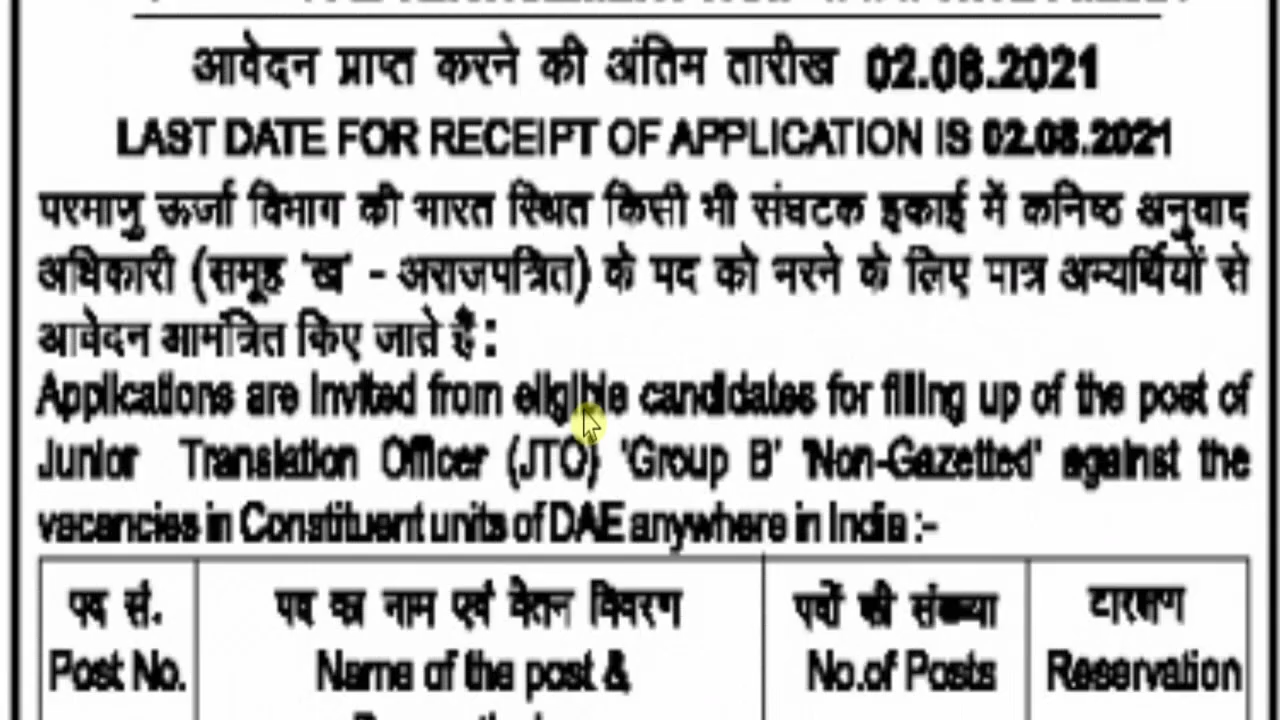 आवेदन प्राप्त करने की अंतिम तारीख 02.08.2021
LAST DATE FOR RECEIPT OF APPLICATION IS 02.08.2021
परमाणु ऊर्जा विभाग की भारत स्थित किसी भी संघटक इकाई में कनिष्ठ अनुवाद
अधिकारी (समूह 'ख' - अराजपत्रित) के पद को भरने के लिए पात्र अभ्यर्थियों से
आवेदन आमंत्रित किए जाते हैं :
Applications are invited from eligible candidates for filling up of the post of
Junior Translation Officer (JTO) 'Group B' 'Non-Gazetted' against the
vacancies in Constituent units of DAE anywhere in India :-
पद सं. पद का नाम एवं वेतन विवरण पदों की संख्या
Post No. Name of the post & No.of Posts Reservation